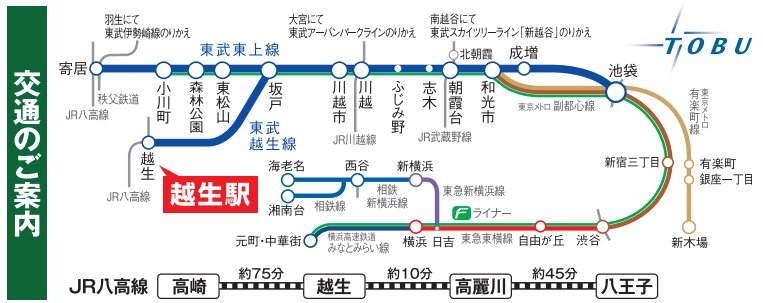 交通のご案内
羽生にて
東武伊勢崎線のりかえ
大宮にて
東武アーバンパークラインのりかえ
南越谷にて
東武スカイツリーライン「新越谷」のりかえ
TOBU
東武東上線
北朝霞
成増
寄居
池袋
秩父鉄道
JR八高線
小川町
森林公園
東松山
坂戸
川越市
川越
ふじみ野
志木
朝霞台
和光市
東京メトロ 副都心線
東京メトロ
有楽町線
JR川越線
JR武蔵野線
東武
越生線
越生
JR八高線
越生駅
海老名
西谷
新横浜
新宿三丁目
有楽町
銀座一丁目
相鉄
新横浜線
東急新横浜線
湘南台
相鉄線
F ライナー
元町・中華街
横浜高速鉄道
みなとみらい線
横浜
日吉
東急東横線
自由が丘
渋谷
新木場
JR八高線
高崎
約75分
越生
約10分
高麗川
約45分
八王子